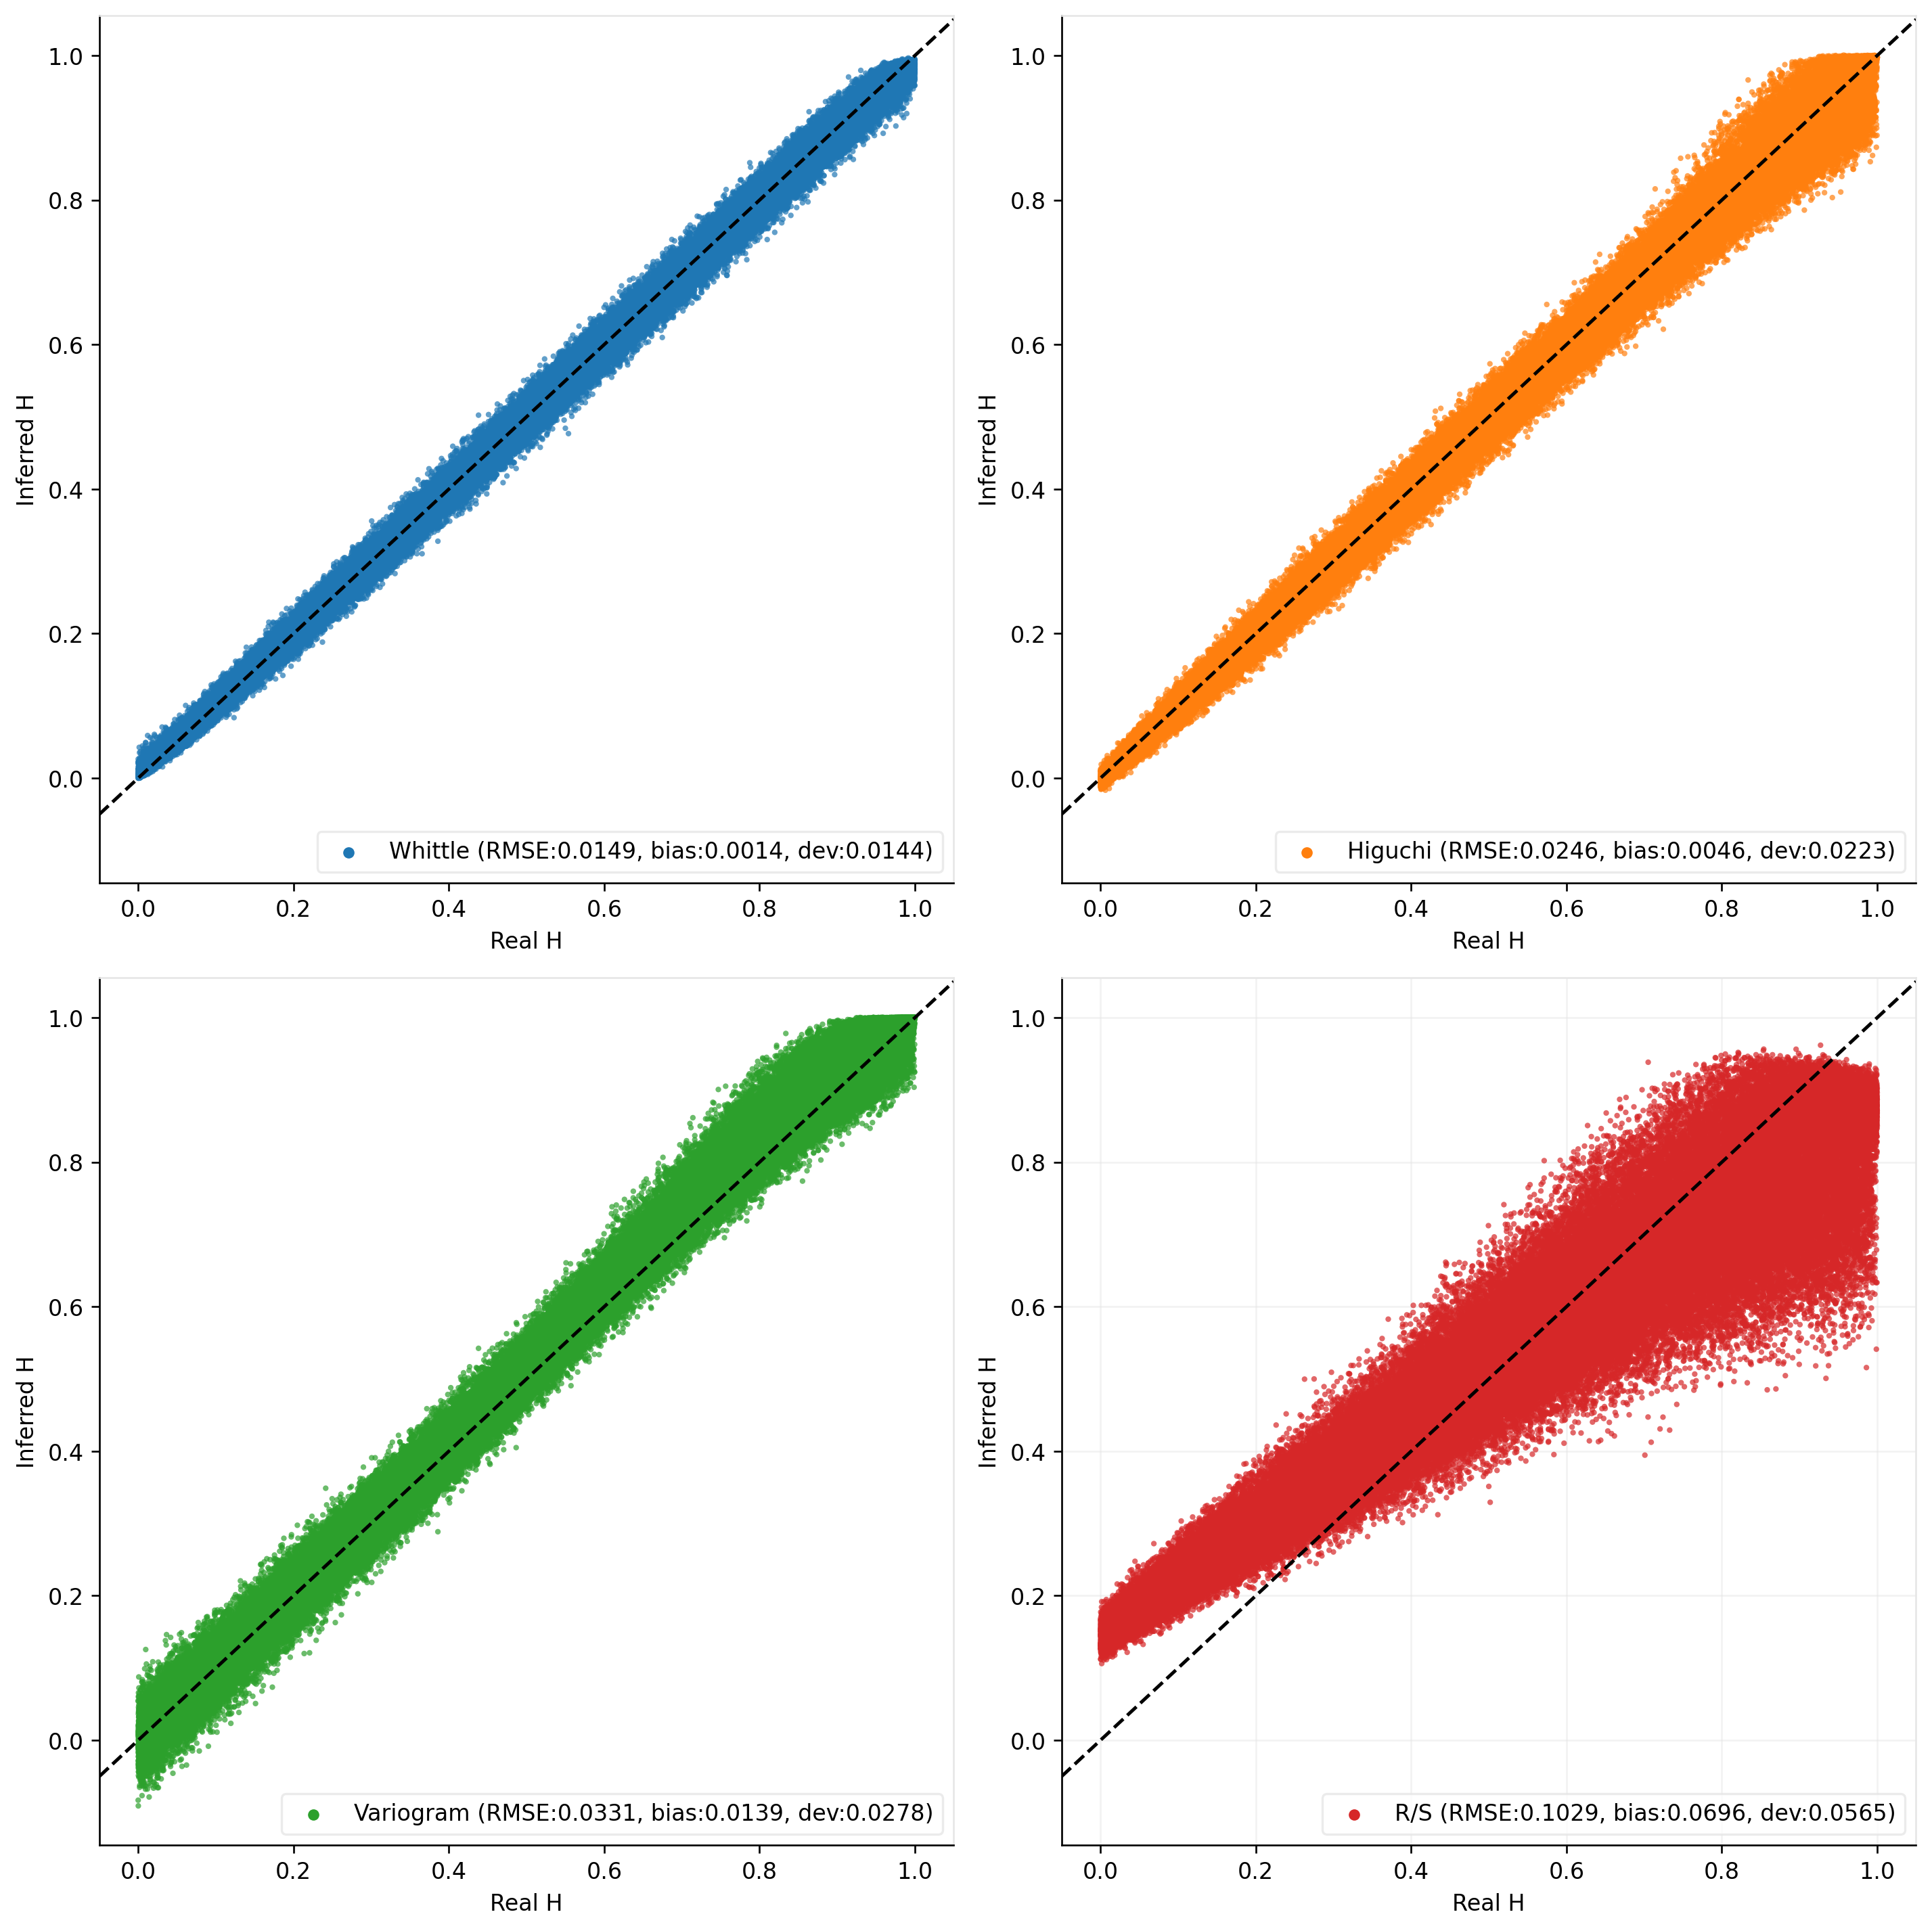 1.0
0.8
0.6
0.4
0.2
0.0
Inferred H
Whittle (RMSE:0.0149, bias:0.0014, dev:0.0144)
0.0 0.2 0.4 0.6 0.8 1.0
Real H
1.0
0.8
0.6
0.4
0.2
0.0
Inferred H
Higuchi (RMSE:0.0246, bias:0.0046, dev:0.0223)
0.0 0.2 0.4 0.6 0.8 1.0
Real H
1.0
0.8
0.6
0.4
0.2
0.0
Inferred H
Variogram (RMSE:0.0331, bias:0.0139, dev:0.0278)
0.0 0.2 0.4 0.6 0.8 1.0
Real H
1.0
0.8
0.6
0.4
0.2
0.0
Inferred H
R/S (RMSE:0.1029, bias:0.0696, dev:0.0565)
0.0 0.2 0.4 0.6 0.8 1.0
Real H